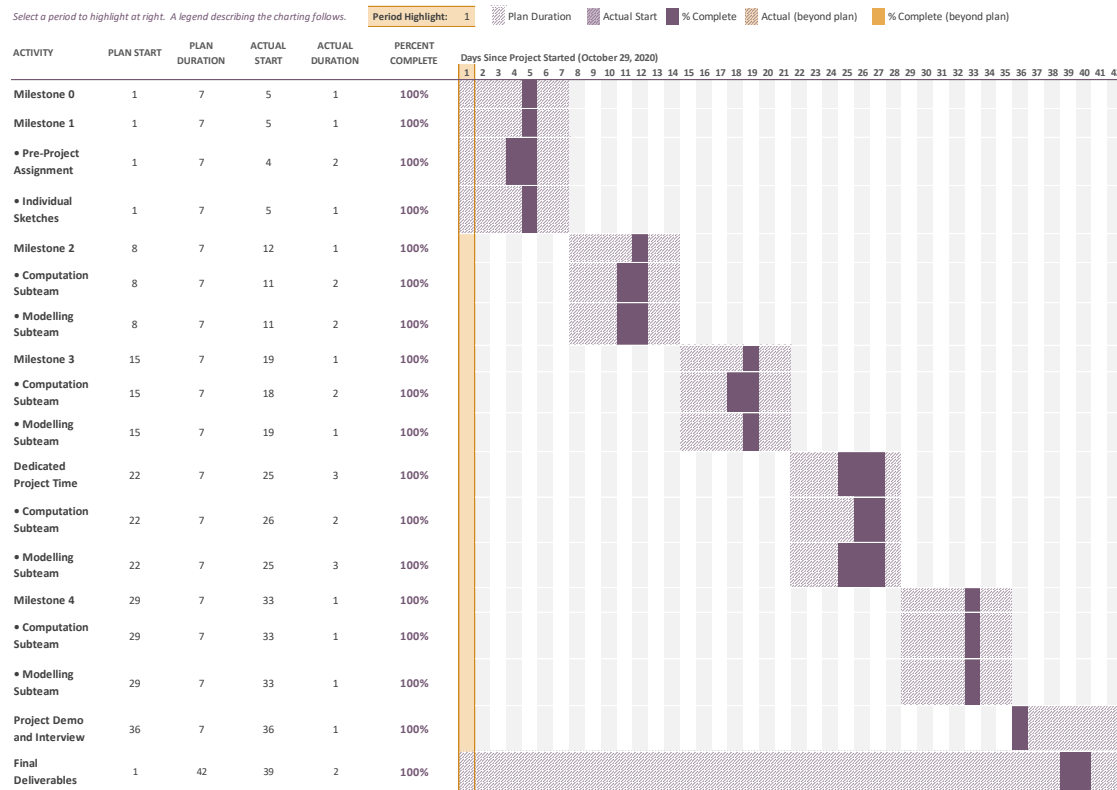 Select a period to highlight at right.  A legend describing the charting follows.
Period Highlight: 1
Plan Duration
Actual Start
% Complete
Actual (beyond plan)
% Complete (beyond plan)
ACTIVITY PLAN START PLAN DURATION ACTUAL START ACTUAL DURATION PERCENT COMPLETE
Days Since Project Started (October 29, 2020)
1 2 3 4 5 6 7 8 9 10 11 12 13 14 15 16 17 18 19 20 21 22 23 24 25 26 27 28 29 30 31 32 33 34 35 36 37 38 39 40 41
Milestone 0 1 7 5 1 100%
Milestone 1 1 7 5 1 100%
• Pre-Project Assignment 1 7 4 2 100%
• Individual Sketches 1 7 5 1 100%
Milestone 2 8 7 12 1 100%
• Computation Subteam 8 7 11 2 100%
• Modelling Subteam 8 7 11 2 100%
Milestone 3 15 7 19 1 100%
• Computation Subteam 15 7 18 2 100%
• Modelling Subteam 15 7 19 1 100%
Dedicated Project Time 22 7 25 3 100%
• Computation Subteam 22 7 26 2 100%
• Modelling Subteam 22 7 25 3 100%
Milestone 4 29 7 33 1 100%
• Computation Subteam 29 7 33 1 100%
• Modelling Subteam 29 7 33 1 100%
Project Demo and Interview 36 7 36 1 100%
Final Deliverables 1 42 39 2 100%